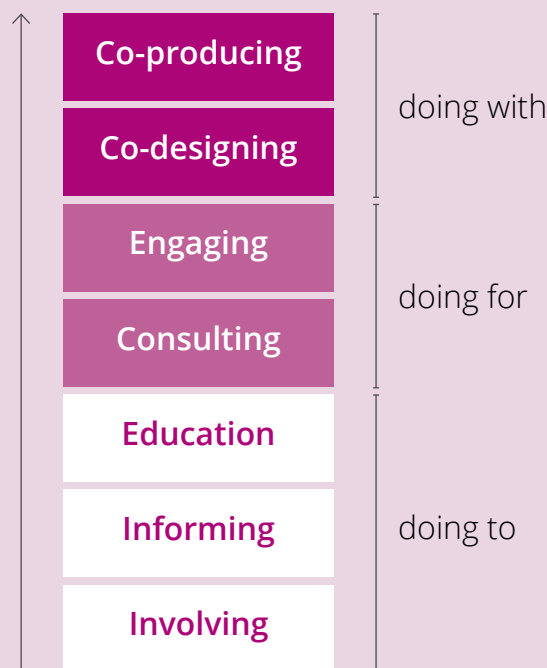 Co-producing
Co-designing
doing with
Engaging
Consulting
doing for
Education
Informing
Involving
doing to